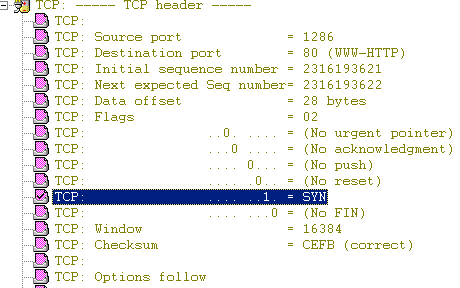 TCP: ----- TCP header -----
TCP:
TCP: Source port = 1286
TCP: Destination port = 80 (WWW-HTTP)
TCP: Initial sequence number = 2316193621
TCP: Next expected Seq number= 2316193622
TCP: Data offset = 28 bytes
TCP: Flags = 02
TCP: ..0. .... = (No urgent pointer)
TCP: ...0 .... = (No acknowledgment)
TCP: .... 0... = (No push)
TCP: .... .0.. = (No reset)
TCP: .... ..1. = SYN
TCP: .... ...0 = (No FIN)
TCP: Window = 16384
TCP: Checksum = CEFB (correct)
TCP:
TCP: Options follow